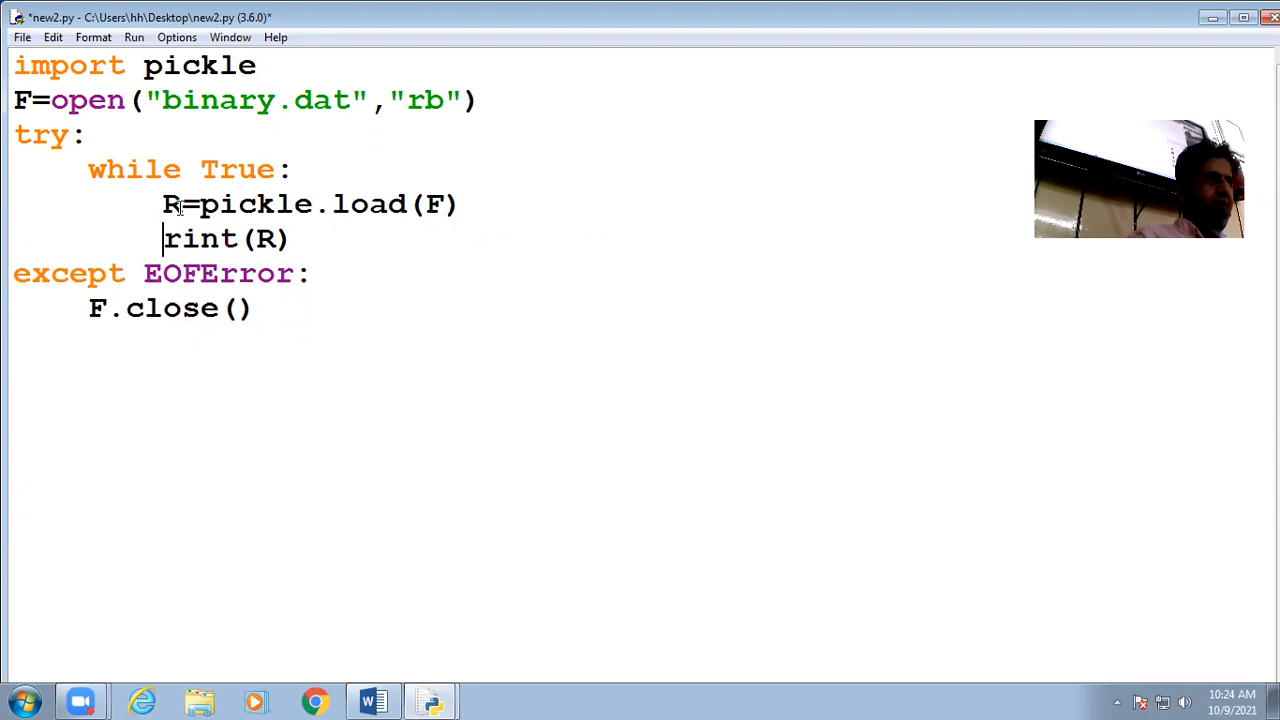 *new2.py - C:\Users\hh\Desktop\new2.py (3.6.0)*
File Edit Format Run Options Window Help
import pickle
F=open("binary.dat","rb")
try:
    while True:
        R=pickle.load(F)
        rint(R)
except EOFError:
    F.close()
10:24 AM
10/9/2021